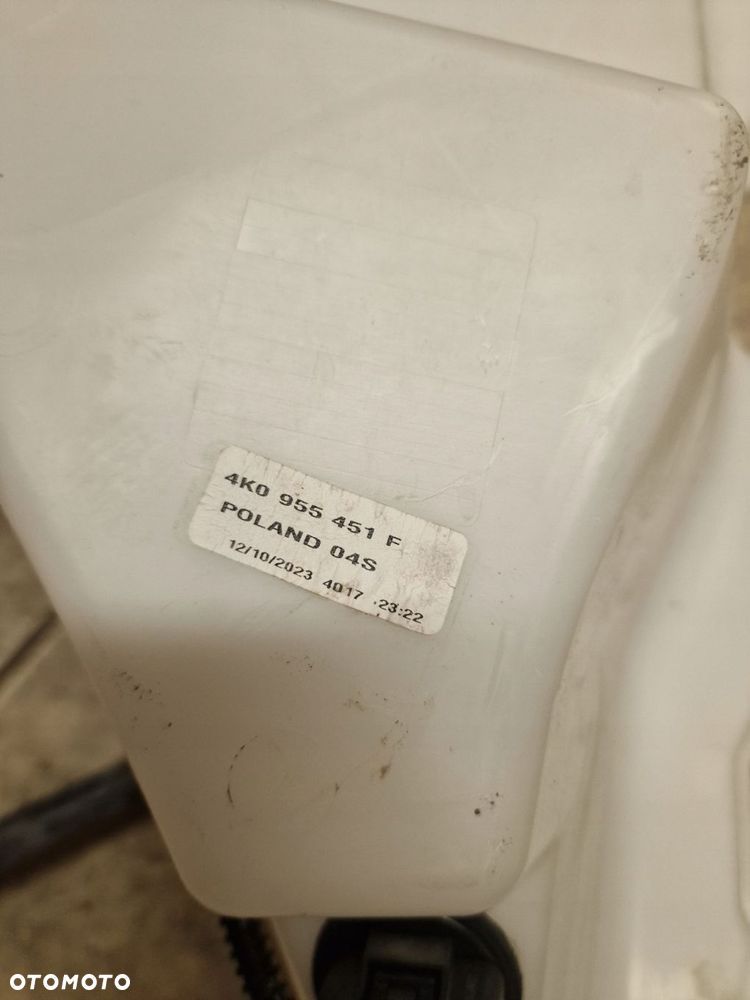 4K0 955 451 F
POLAND 04S
12/10/2023 4017 23:22
OTOMOTO